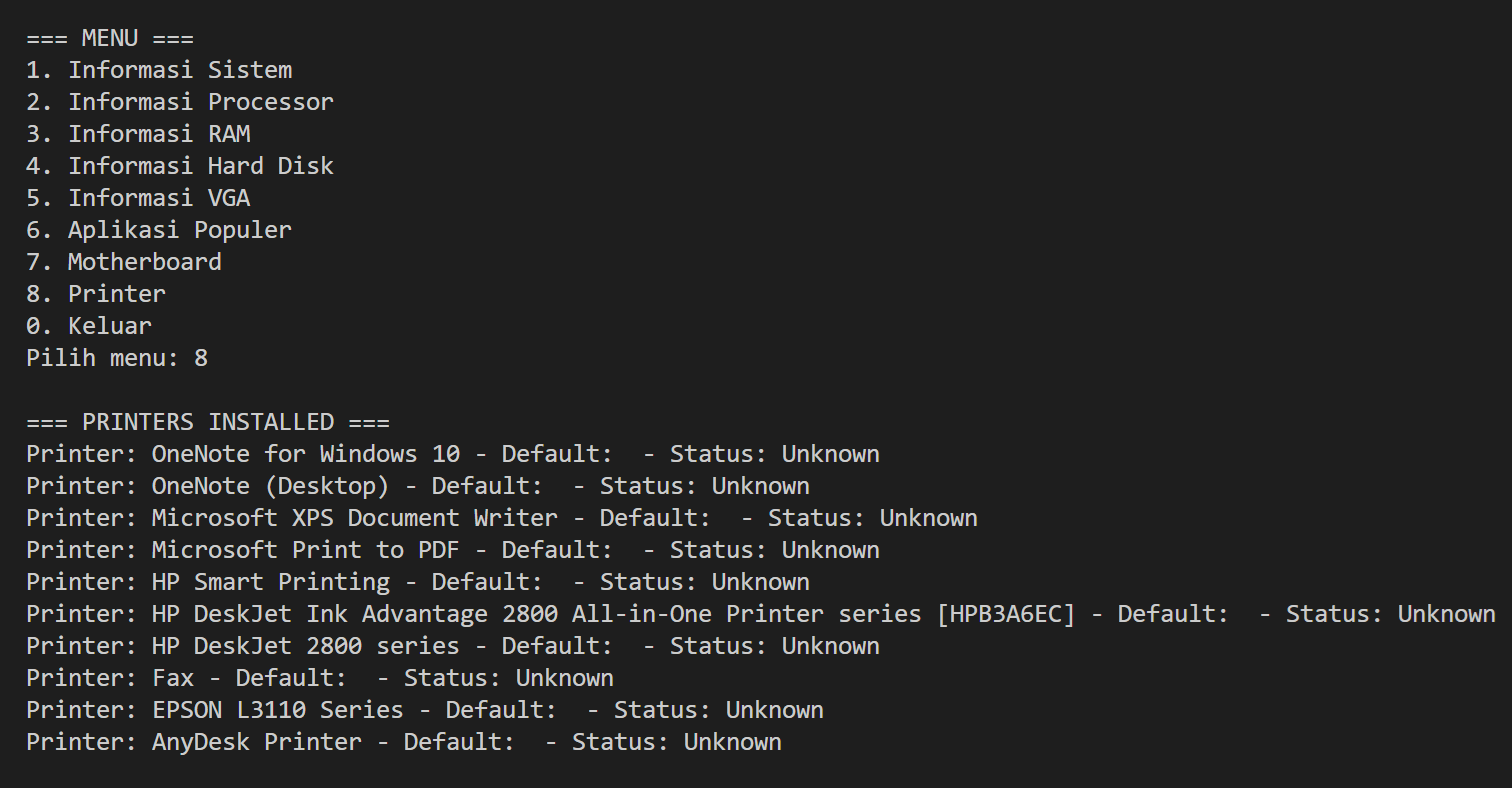 === MENU ===
1. Informasi Sistem
2. Informasi Processor
3. Informasi RAM
4. Informasi Hard Disk
5. Informasi VGA
6. Aplikasi Populer
7. Motherboard
8. Printer
0. Keluar
Pilih menu: 8

=== PRINTERS INSTALLED ===
Printer: OneNote for Windows 10 - Default:  - Status: Unknown
Printer: OneNote (Desktop) - Default:  - Status: Unknown
Printer: Microsoft XPS Document Writer - Default:  - Status: Unknown
Printer: Microsoft Print to PDF - Default:  - Status: Unknown
Printer: HP Smart Printing - Default:  - Status: Unknown
Printer: HP DeskJet Ink Advantage 2800 All-in-One Printer series [HPB3A6EC] - Default:  - Status: Unknown
Printer: HP DeskJet 2800 series - Default:  - Status: Unknown
Printer: Fax - Default:  - Status: Unknown
Printer: EPSON L3110 Series - Default:  - Status: Unknown
Printer: AnyDesk Printer - Default:  - Status: Unknown